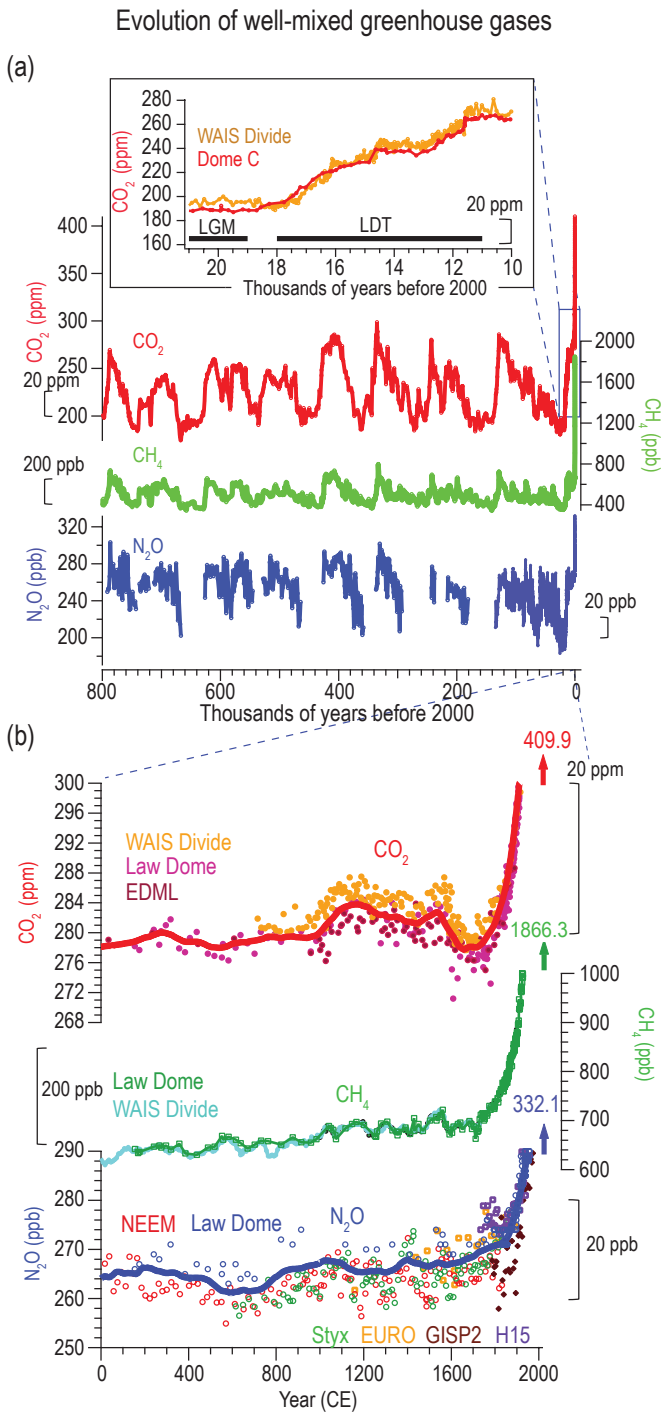 Evolution of well-mixed greenhouse gases
(a)
280
260
240
220
200
180
160
CO₂ (ppm)
WAIS Divide
Dome C
20 ppm
LGM
LDT
20
18
16
14
12
10
Thousands of years before 2000
400
350
300
250
200
CO₂ (ppm)
20 ppm
CO₂
2000
1600
1200
800
400
CH₄ (ppb)
200 ppb
CH₄
320
280
240
200
N₂O (ppb)
N₂O
20 ppb
800
600
400
200
0
Thousands of years before 2000
(b)
409.9
300
296
292
288
284
280
276
272
268
CO₂ (ppm)
20 ppm
WAIS Divide
Law Dome
EDML
CO₂
1866.3
1000
900
800
700
600
CH₄ (ppb)
200 ppb
Law Dome
WAIS Divide
CH₄
332.1
290
280
270
260
250
N₂O (ppb)
NEEM
Law Dome
N₂O
20 ppb
Styx
EURO
GISP2
H15
0
400
800
1200
1600
2000
Year (CE)